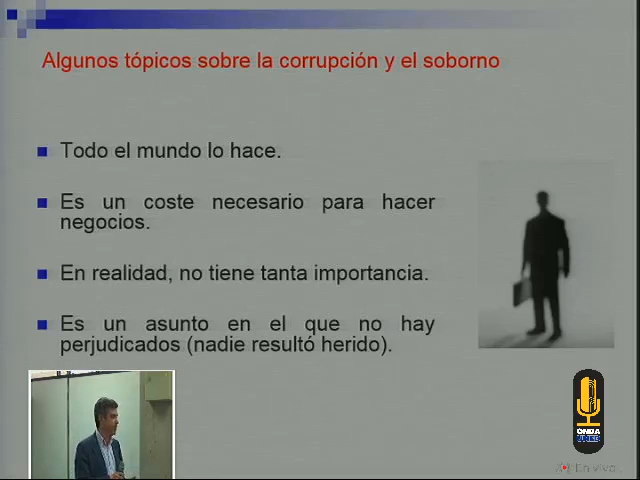 Algunos tópicos sobre la corrupción y el soborno
Todo el mundo lo hace.
Es un coste necesario para hacer
negocios.
En realidad, no tiene tanta importancia.
Es un asunto en el que no hay
perjudicados (nadie resultó herido).
ONDA
UNED
En vivo